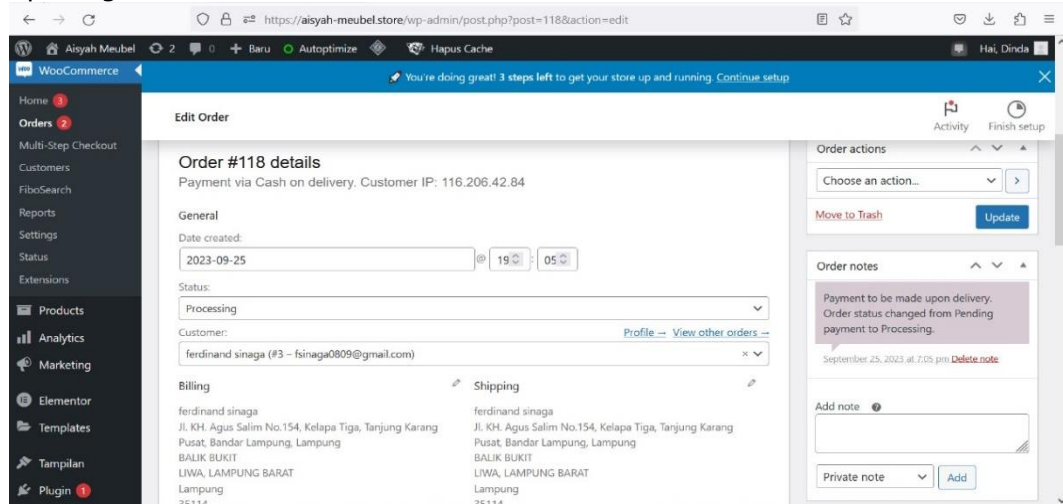 https://aisyah-meubel.store/wp-admin/post.php?post=118&action=edit
Aisyah Meubel 2 0 + Baru Autoptimize Hapus Cache Hai, Dinda
WooCommerce
You're doing great! 3 steps left to get your store up and running. Continue setup
Home 3
Orders 2
Multi-Step Checkout
Customers
FiboSearch
Reports
Settings
Status
Extensions
Products
Analytics
Marketing
Elementor
Templates
Tampilan
Plugin 1
Edit Order
Activity
Finish setup
Order #118 details
Payment via Cash on delivery. Customer IP: 116.206.42.84
General
Date created:
2023-09-25 @ 19 : 05
Status:
Processing
Customer: Profile → View other orders →
ferdinand sinaga (#3 – fsinaga0809@gmail.com) ×
Billing
ferdinand sinaga
Jl. KH. Agus Salim No.154, Kelapa Tiga, Tanjung Karang
Pusat, Bandar Lampung, Lampung
BALIK BUKIT
LIWA, LAMPUNG BARAT
Lampung
35114
Shipping
ferdinand sinaga
Jl. KH. Agus Salim No.154, Kelapa Tiga, Tanjung Karang
Pusat, Bandar Lampung, Lampung
BALIK BUKIT
LIWA, LAMPUNG BARAT
Lampung
35114
Order actions
Choose an action...
Move to Trash
Update
Order notes
Payment to be made upon delivery.
Order status changed from Pending
payment to Processing.
September 25, 2023 at 7:05 pm Delete note
Add note
Private note
Add